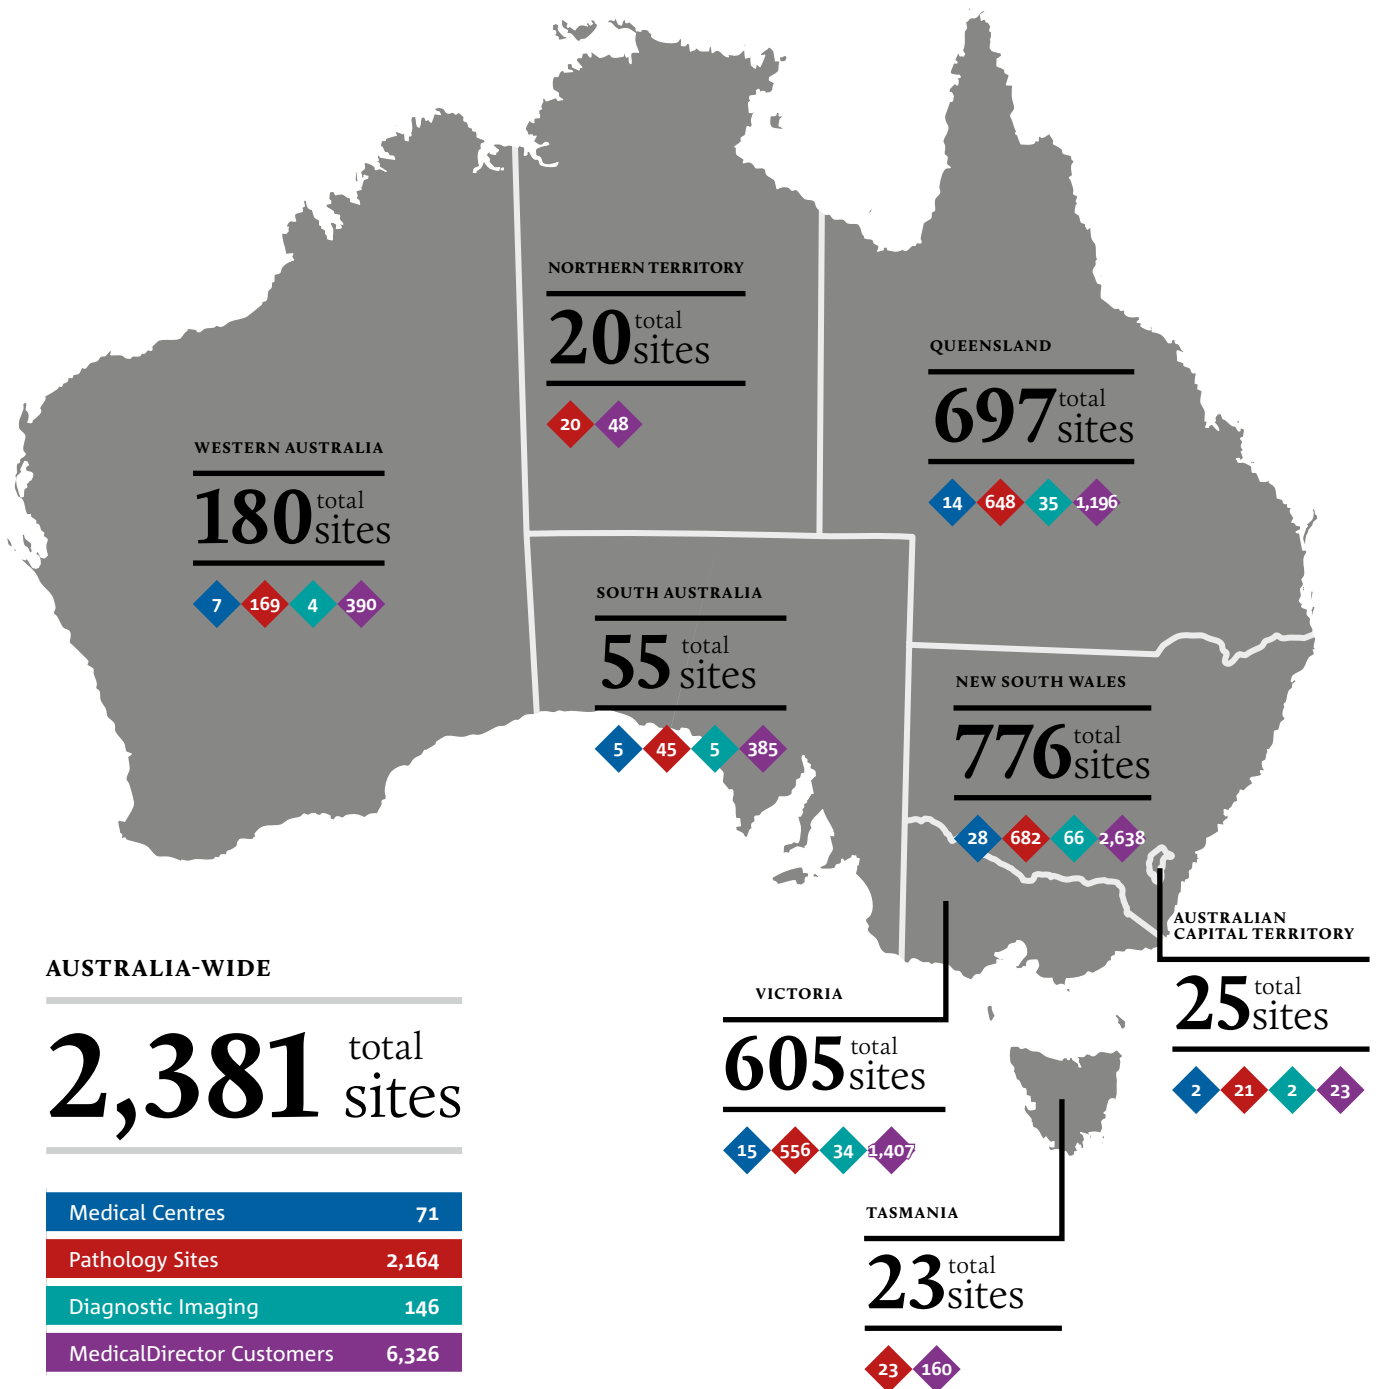 NORTHERN TERRITORY
20 total sites
20 48
QUEENSLAND
697 total sites
14 648 35 1,196
WESTERN AUSTRALIA
180 total sites
7 169 4 390
SOUTH AUSTRALIA
55 total sites
5 45 5 385
NEW SOUTH WALES
776 total sites
28 682 66 2,638
AUSTRALIAN
CAPITAL TERRITORY
25 total sites
2 21 2 23
VICTORIA
605 total sites
15 556 34 1,407
TASMANIA
23 total sites
23 160
AUSTRALIA-WIDE
2,381 total sites
Medical Centres 71
Pathology Sites 2,164
Diagnostic Imaging 146
MedicalDirector Customers 6,326